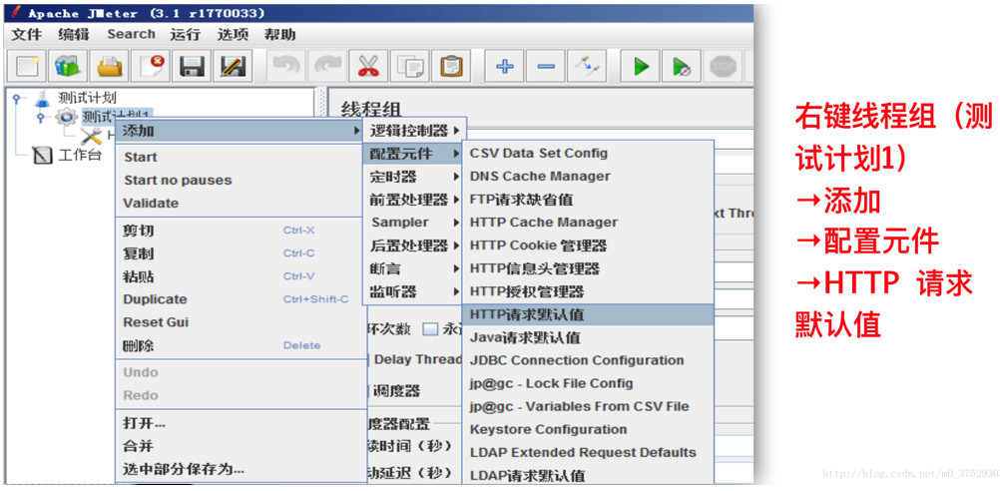 Apache JMeter (3.1 r1770033)
文件 编辑 Search 运行 选项 帮助
STOP
测试计划
测试计划1
H
工作台
线程组
添加
Start
Start no pauses
Validate
剪切 Ctrl-X
复制 Ctrl-C
粘贴 Ctrl-V
Duplicate Ctrl+Shift-C
Reset Gui
删除 Delete
Undo
Redo
打开...
合并
选中部分保存为...
逻辑控制器
配置元件
定时器
前置处理器
Sampler
后置处理器
断言
监听器
CSV Data Set Config
DNS Cache Manager
FTP请求缺省值
HTTP Cache Manager
HTTP Cookie 管理器
HTTP信息头管理器
HTTP授权管理器
HTTP请求默认值
Java请求默认值
JDBC Connection Configuration
jp@gc - Lock File Config
jp@gc - Variables From CSV File
Keystore Configuration
LDAP Extended Request Defaults
LDAP请求默认值
xt Thre
环次数 永
Delay Thread
调度器
度器配置
续时间（秒）
动延迟（秒）
右键线程组（测
试计划1）
→添加
→配置元件
→HTTP 请求
默认值